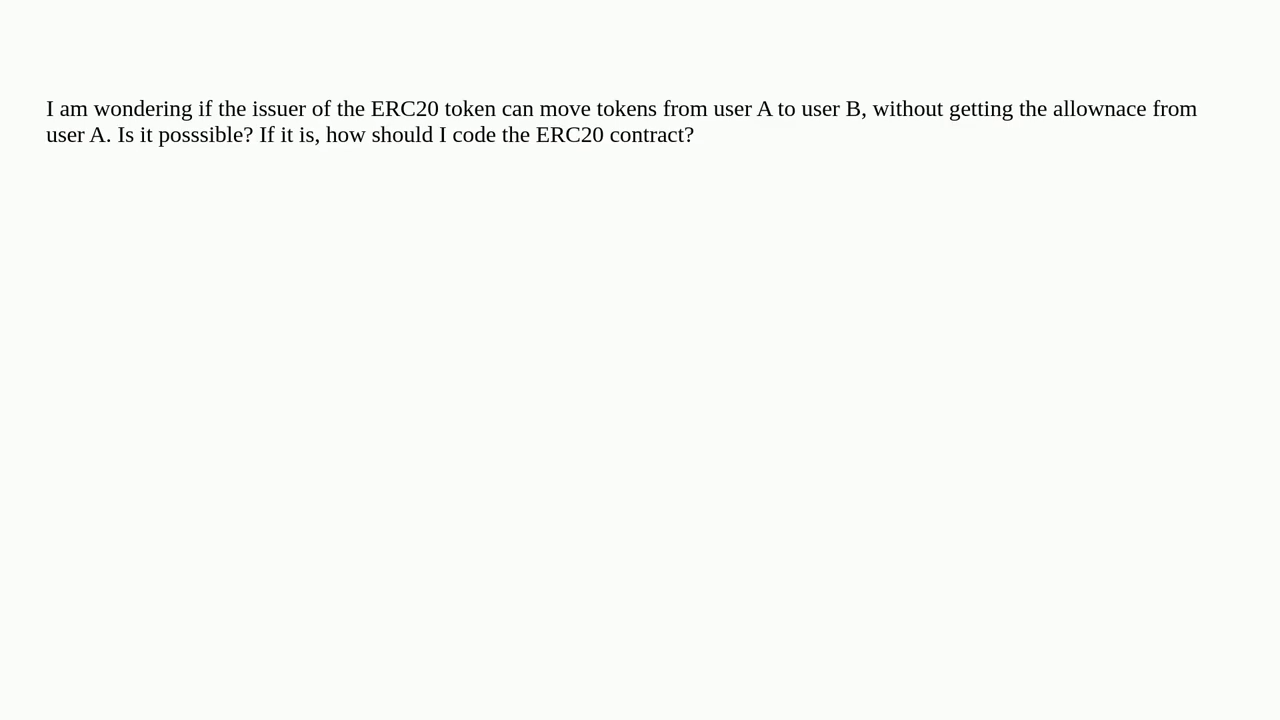 I am wondering if the issuer of the ERC20 token can move tokens from user A to user B, without getting the allownace from
user A. Is it posssible? If it is, how should I code the ERC20 contract?